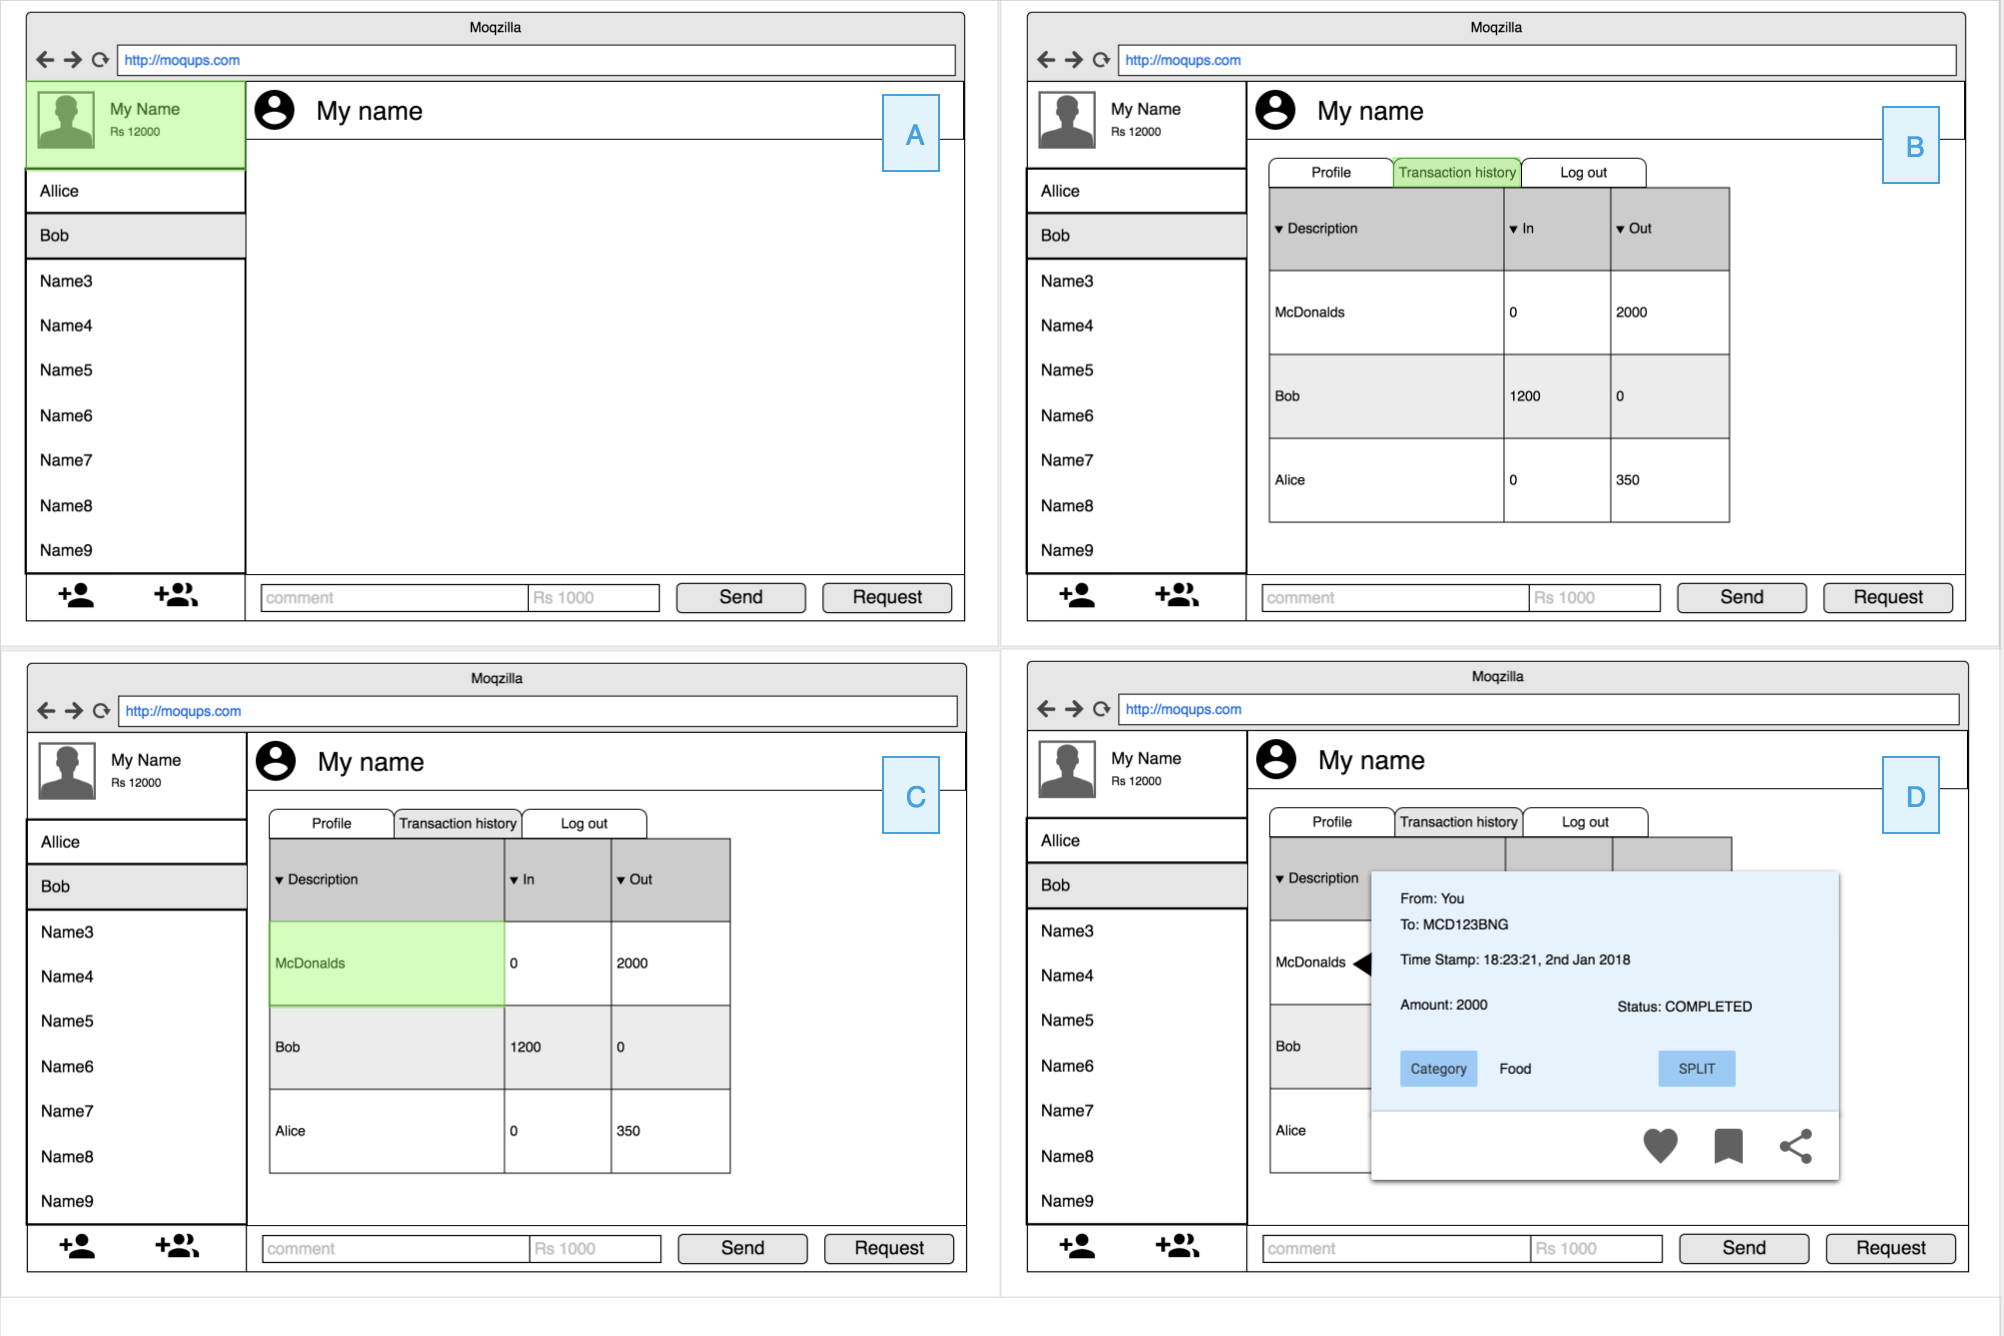 Moqzilla
http://moqups.com
My Name
Rs 12000
My name
A
Allice
Bob
Name3
Name4
Name5
Name6
Name7
Name8
Name9
comment
Rs 1000
Send
Request
Moqzilla
http://moqups.com
My Name
Rs 12000
My name
B
Allice
Bob
Name3
Name4
Name5
Name6
Name7
Name8
Name9
Profile
Transaction history
Log out
▼ Description ▼ In ▼ Out
McDonalds 0 2000
Bob 1200 0
Alice 0 350
comment
Rs 1000
Send
Request
Moqzilla
http://moqups.com
My Name
Rs 12000
My name
C
Allice
Bob
Name3
Name4
Name5
Name6
Name7
Name8
Name9
Profile
Transaction history
Log out
▼ Description ▼ In ▼ Out
McDonalds 0 2000
Bob 1200 0
Alice 0 350
comment
Rs 1000
Send
Request
Moqzilla
http://moqups.com
My Name
Rs 12000
My name
D
Allice
Bob
Name3
Name4
Name5
Name6
Name7
Name8
Name9
Profile
Transaction history
Log out
▼ Description
McDonalds
Bob
Alice
From: You
To: MCD123BNG
Time Stamp: 18:23:21, 2nd Jan 2018
Amount: 2000
Status: COMPLETED
Category
Food
SPLIT
comment
Rs 1000
Send
Request